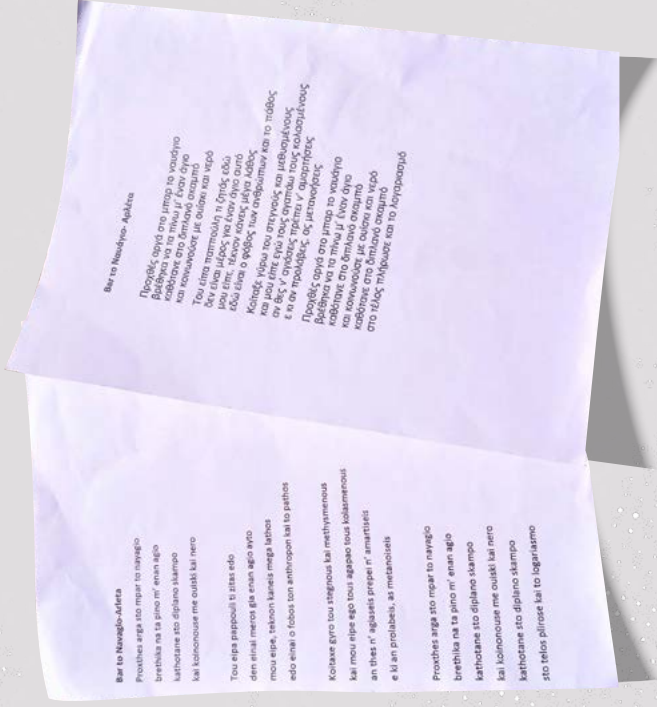 Bar το Ναυάγιο- Αρλέτα
Προχθές αργά στο μπαρ το ναυάγιο
βρέθηκα να τα πίνω μ' έναν άγιο
καθότανε στο διπλανό σκαμπό
και κοινωνούσε με ουίσκι και νερό
Του είπα παππούλη τι ζητάς εδώ
δεν είναι μέρος για έναν άγιο αυτό
μου είπε, τέκνον κάνεις μέγα λάθος
εδώ είναι ο φόβος των ανθρώπων και το πάθος
Κοίταξε γύρω του στεγνούς και μεθυσμένους
και μου είπε εγώ τους αγαπάω τους κολασμένους
αν θες ν' αγιάσεις πρέπει ν' αμαρτήσεις
ε κι αν προλάβεις, ας μετανοήσεις
Προχθές αργά στο μπαρ το ναυάγιο
βρέθηκα να τα πίνω μ' έναν άγιο
καθότανε στο διπλανό σκαμπό
και κοινωνούσε με ουίσκι και νερό
καθότανε στο διπλανό σκαμπό
στο τέλος πλήρωσε και το λογαριασμό
Bar to Navagio-Arleta
Proxthes arga sto mpar to navagio
brethika na ta pino m' enan agio
kathotane sto diplano skampo
kai koinonouse me ouiski kai nero
Tou eipa pappouli ti zitas edo
den einai meros gia enan agio ayto
mou eipe, teknon kaneis mega lathos
edo einai o fobos ton anthropon kai to pathos
Koitaxe gyro tou stegnous kai methysmenous
kai mou eipe ego tous agapao tous kolasmenous
an thes n' agiaseis prepei n' amartiseis
e ki an prolabeis, as metanoiseis
Proxthes arga sto mpar to navagio
brethika na ta pino m' enan agio
kathotane sto diplano skampo
kai koinonouse me ouiski kai nero
kathotane sto diplano skampo
sto telos plirose kai to logariasmo